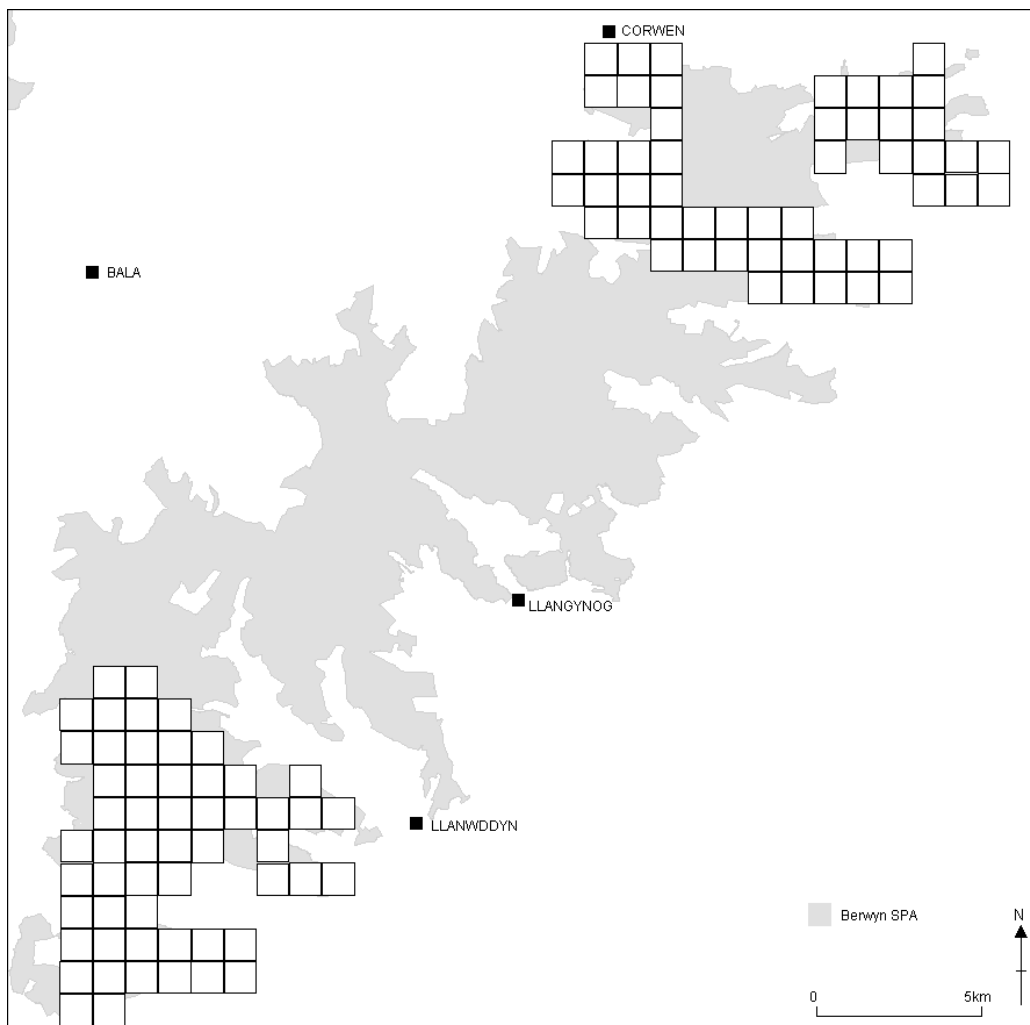 CORWEN
BALA
LLANGYNOG
LLANWDDYN
Berwyn SPA
N
0 5km